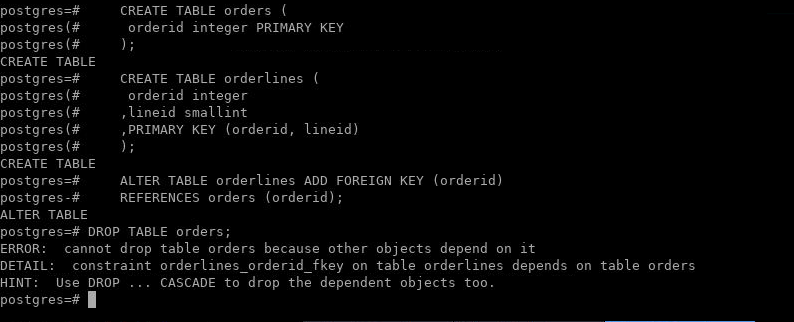 postgres=#     CREATE TABLE orders (
postgres(#      orderid integer PRIMARY KEY
postgres(#     );
CREATE TABLE
postgres=#     CREATE TABLE orderlines (
postgres(#      orderid integer
postgres(#     ,lineid smallint
postgres(#     ,PRIMARY KEY (orderid, lineid)
postgres(#     );
CREATE TABLE
postgres=#     ALTER TABLE orderlines ADD FOREIGN KEY (orderid)
postgres-#     REFERENCES orders (orderid);
ALTER TABLE
postgres=# DROP TABLE orders;
ERROR:  cannot drop table orders because other objects depend on it
DETAIL:  constraint orderlines_orderid_fkey on table orderlines depends on table orders
HINT:  Use DROP ... CASCADE to drop the dependent objects too.
postgres=#